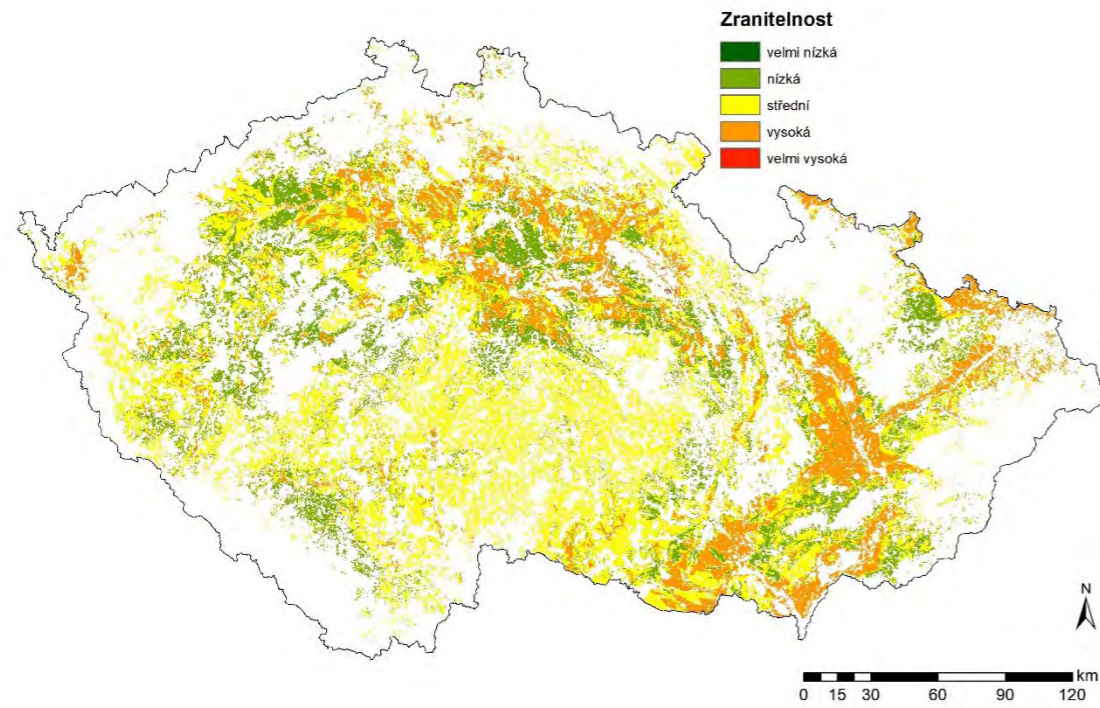 Zranitelnost
velmi nízká
nízká
střední
vysoká
velmi vysoká
N
km
0 15 30 60 90 120